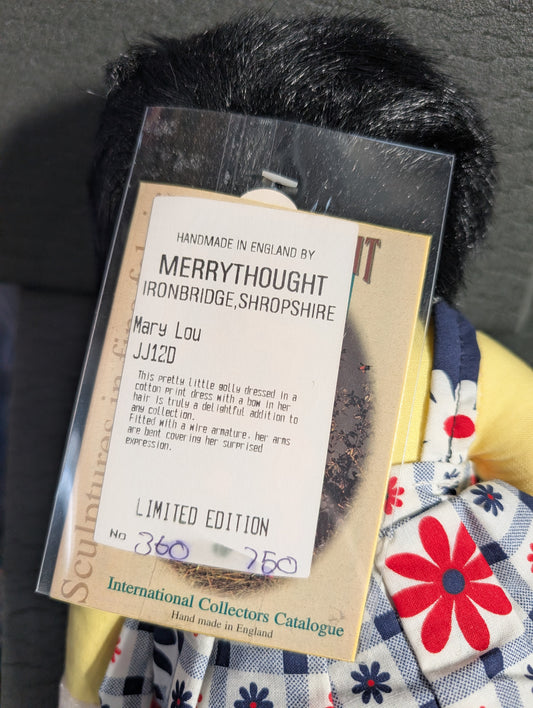 HANDMADE IN ENGLAND BY
MERRYTHOUGHT
IRONBRIDGE,SHROPSHIRE
Mary Lou
JJ12D
This pretty little golly dressed in a
cotton print dress with a bow in her
hair is truly a delightful addition to
any collection.
Fitted with a wire armature, her arms
are bent covering her surprised
expression.
LIMITED EDITION
No 360 750
Sculptures in
International Collectors Catalogue
Hand made in England